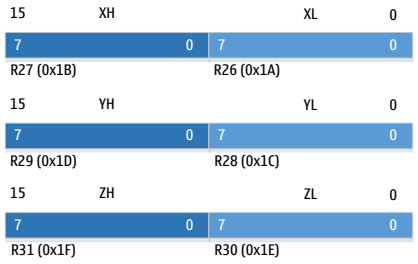 15 XH XL 0
7 0 7 0
R27 (0x1B) R26 (0x1A)
15 YH YL 0
7 0 7 0
R29 (0x1D) R28 (0x1C)
15 ZH ZL 0
7 0 7 0
R31 (0x1F) R30 (0x1E)